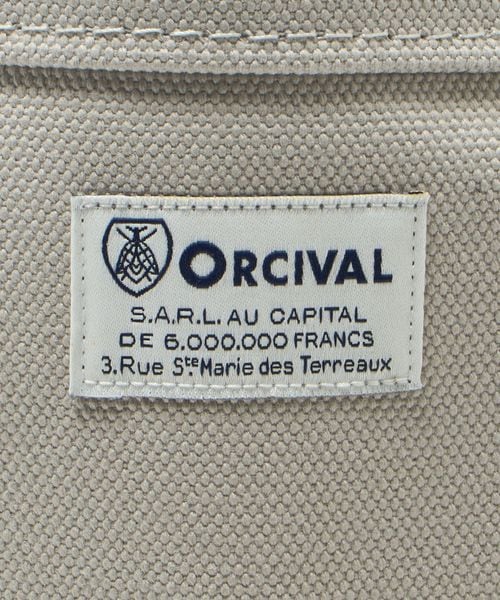 ORCIVAL
S.A.R.L. AU CAPITAL
DE 6.000.000 FRANCS
3.Rue Ste Marie des Terreaux